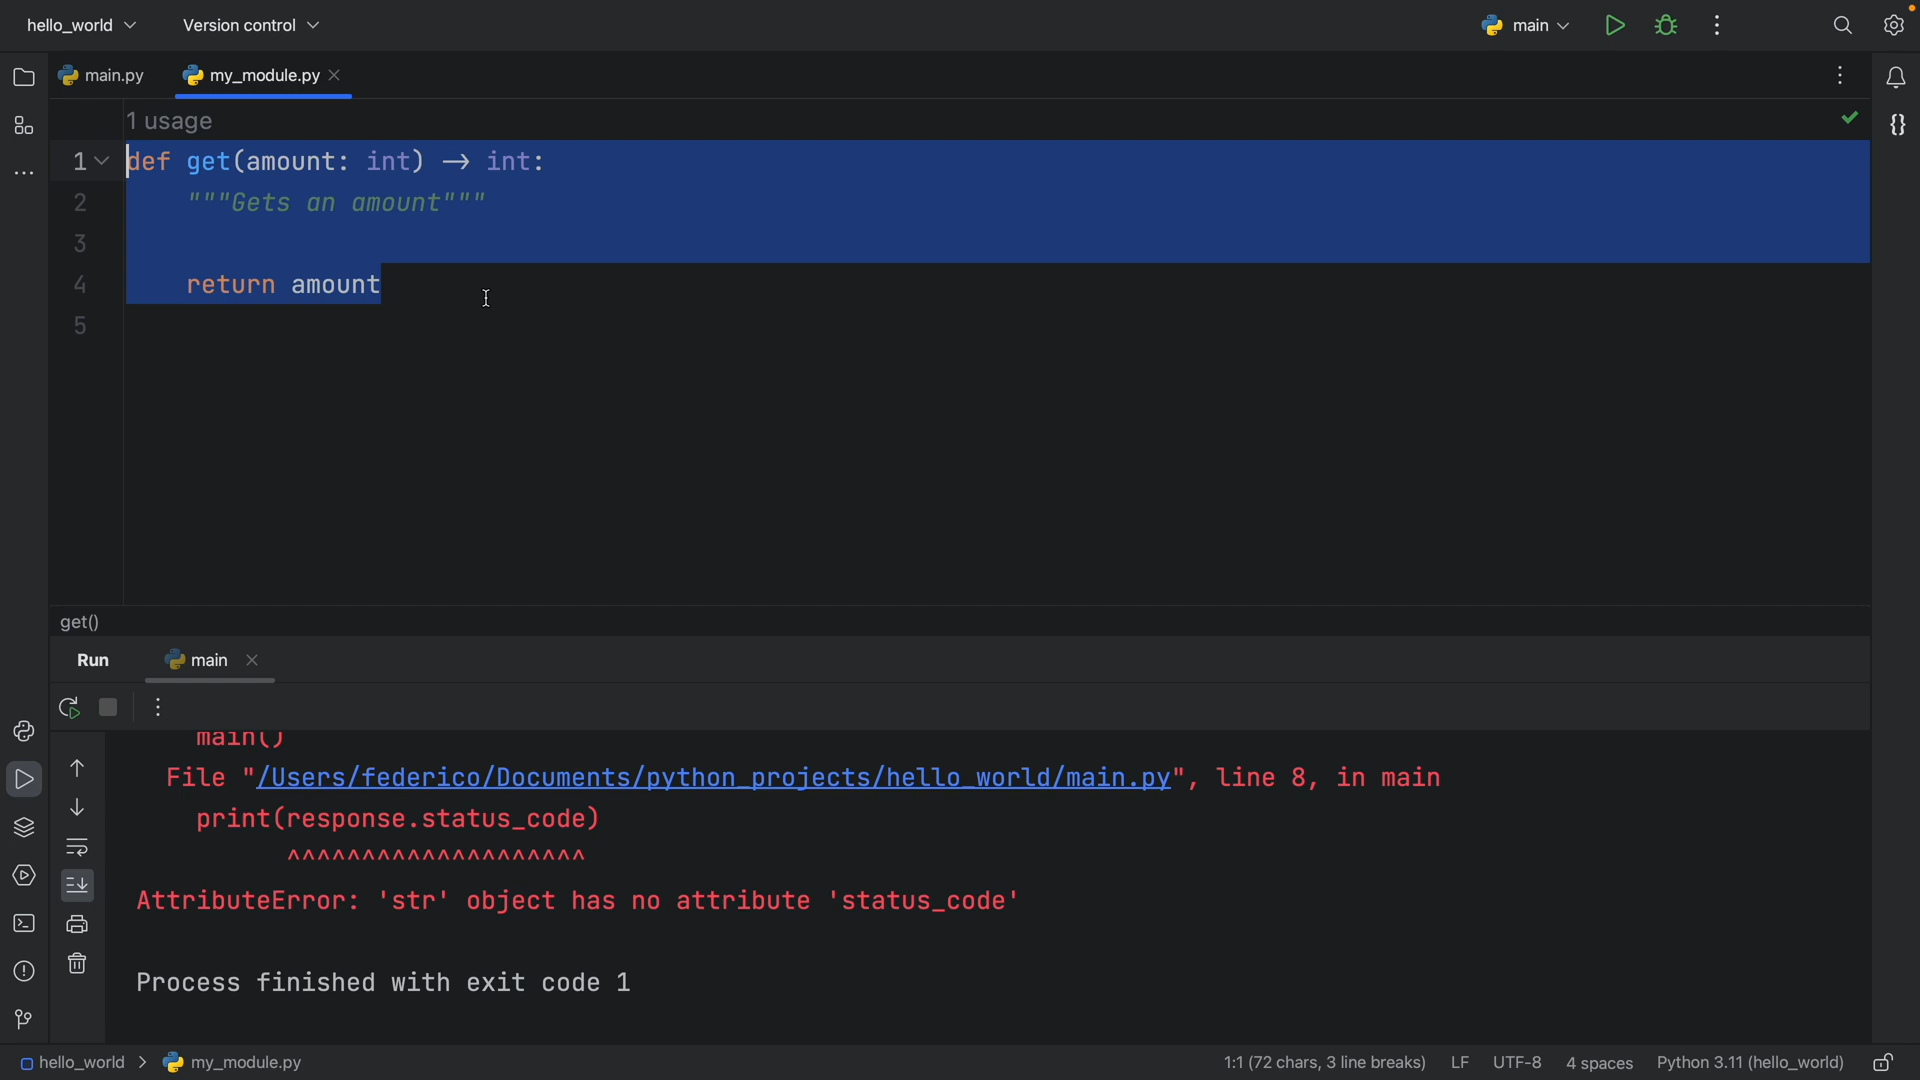 hello_world
Version control
main
main.py
my_module.py
1 usage
1 def get(amount: int) → int:
2 """Gets an amount"""
3
4 return amount
5
get()
Run
main
main()
File "/Users/federico/Documents/python_projects/hello_world/main.py", line 8, in main
print(response.status_code)
^^^^^^^^^^^^^^^^^^^^
AttributeError: 'str' object has no attribute 'status_code'
Process finished with exit code 1
hello_world > my_module.py
1:1 (72 chars, 3 line breaks) LF UTF-8 4 spaces Python 3.11 (hello_world)